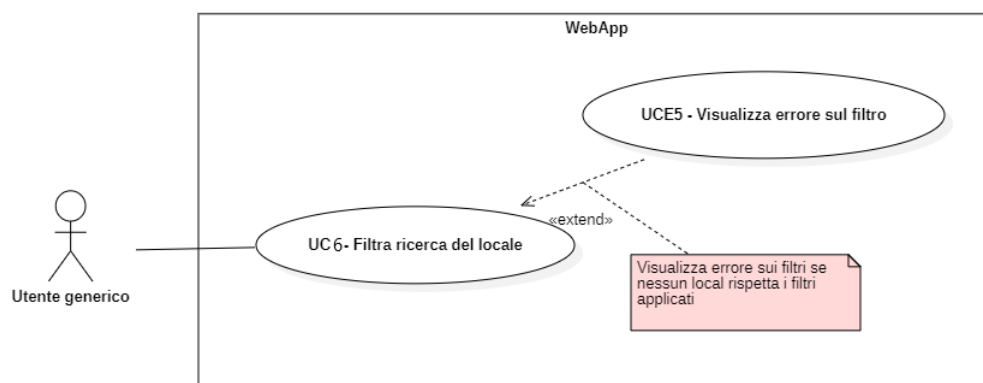 WebApp
UCE5 - Visualizza errore sul filtro
«extend»
UC6- Filtra ricerca del locale
Visualizza errore sui filtri se
nessun local rispetta i filtri
applicati
Utente generico